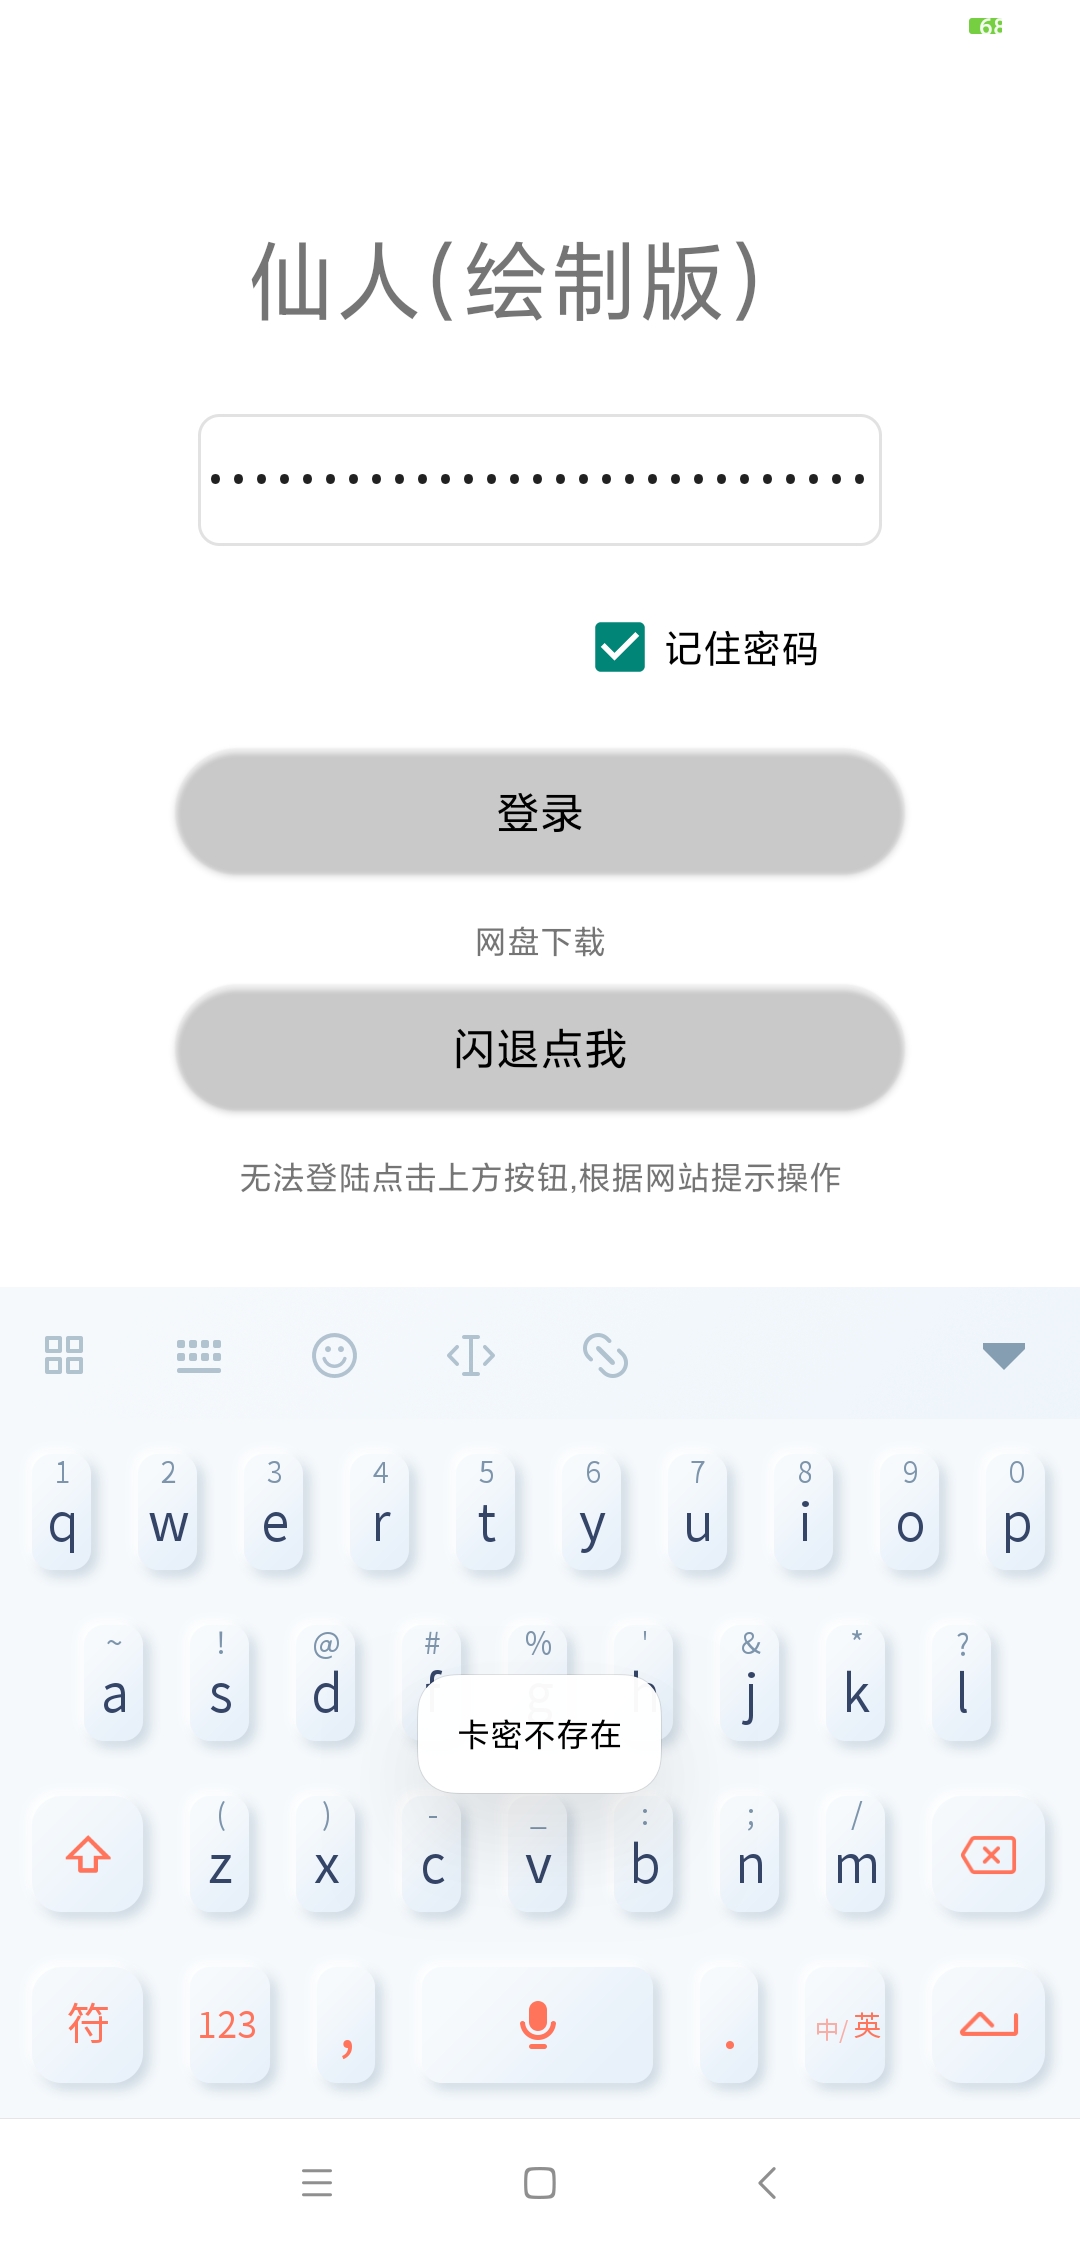 68
仙人(绘制版)
•••••••••••••••••••••••••••••
记住密码
登录
网盘下载
闪退点我
无法登陆点击上方按钮,根据网站提示操作
1 2 3 4 5 6 7 8 9 0
q w e r t y u i o p
~ ! @ # % ' & * ?
a s d f g h j k l
卡密不存在
( ) - _ : ; /
z x c v b n m
符 123 , . 中/英